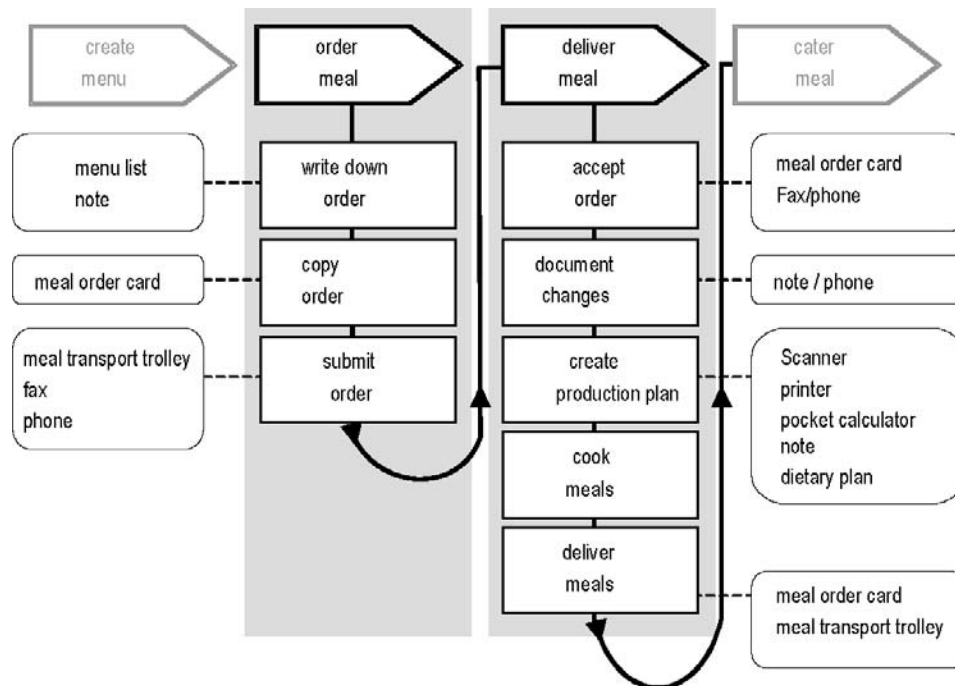 create
menu
order
meal
deliver
meal
cater
meal
menu list
note
write down
order
accept
order
meal order card
Fax/phone
meal order card
copy
order
document
changes
note / phone
meal transport trolley
fax
phone
submit
order
create
production plan
Scanner
printer
pocket calculator
note
dietary plan
cook
meals
deliver
meals
meal order card
meal transport trolley